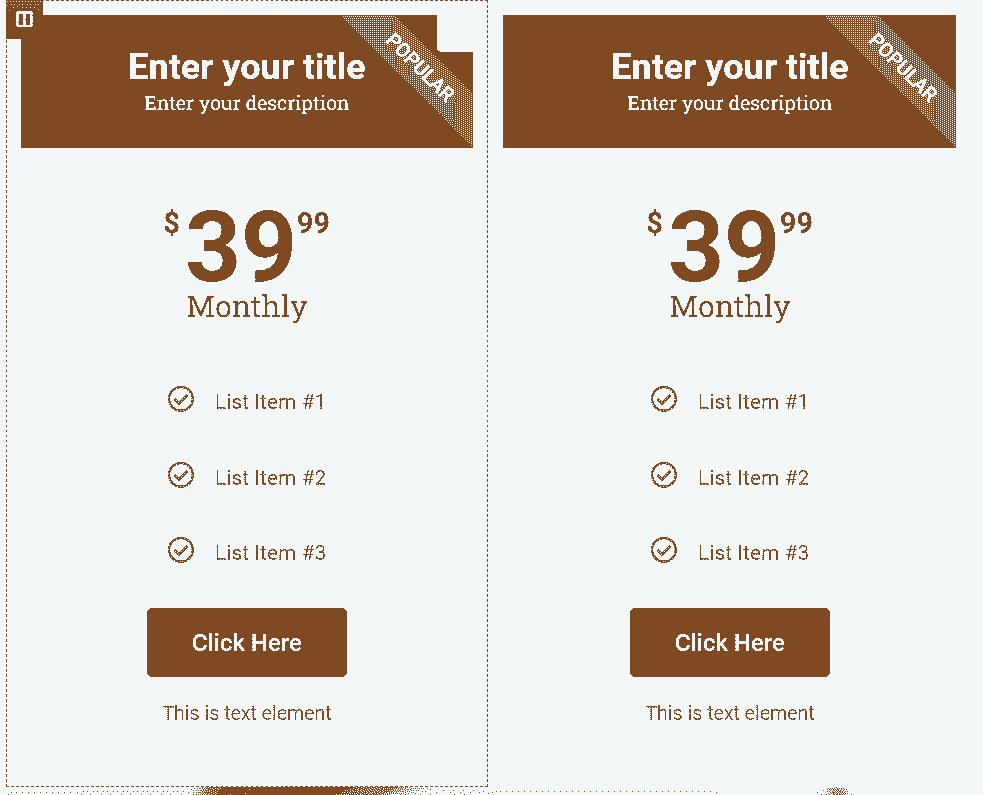 Enter your title
Enter your description
POPULAR
$39 99
Monthly
List Item #1
List Item #2
List Item #3
Click Here
This is text element
Enter your title
Enter your description
POPULAR
$39 99
Monthly
List Item #1
List Item #2
List Item #3
Click Here
This is text element